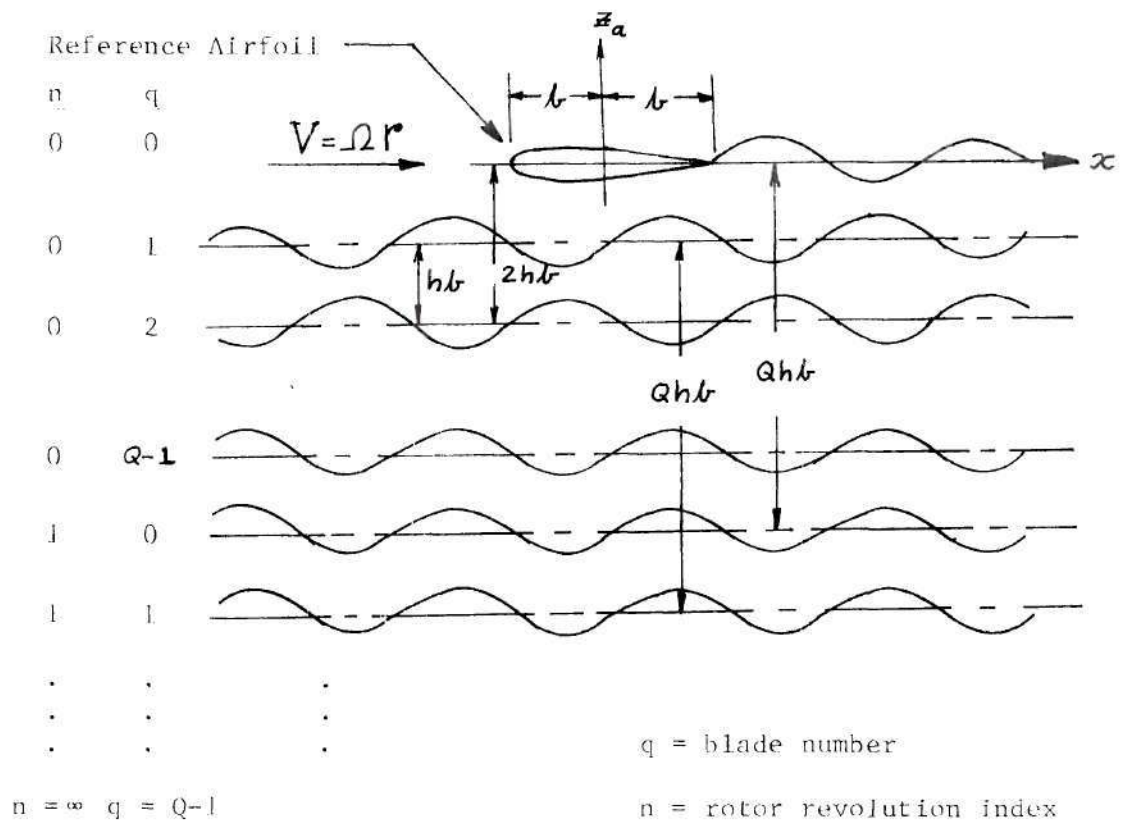 Reference Airfoil
z_a
n q
b b
0 0 V = Ωr x
0 1
hb 2hb
0 2
Qhb Qhb
0 Q-1
1 0
1 1
. . .
. . .
. . .
q = blade number
n = ∞ q = Q-1 n = rotor revolution index